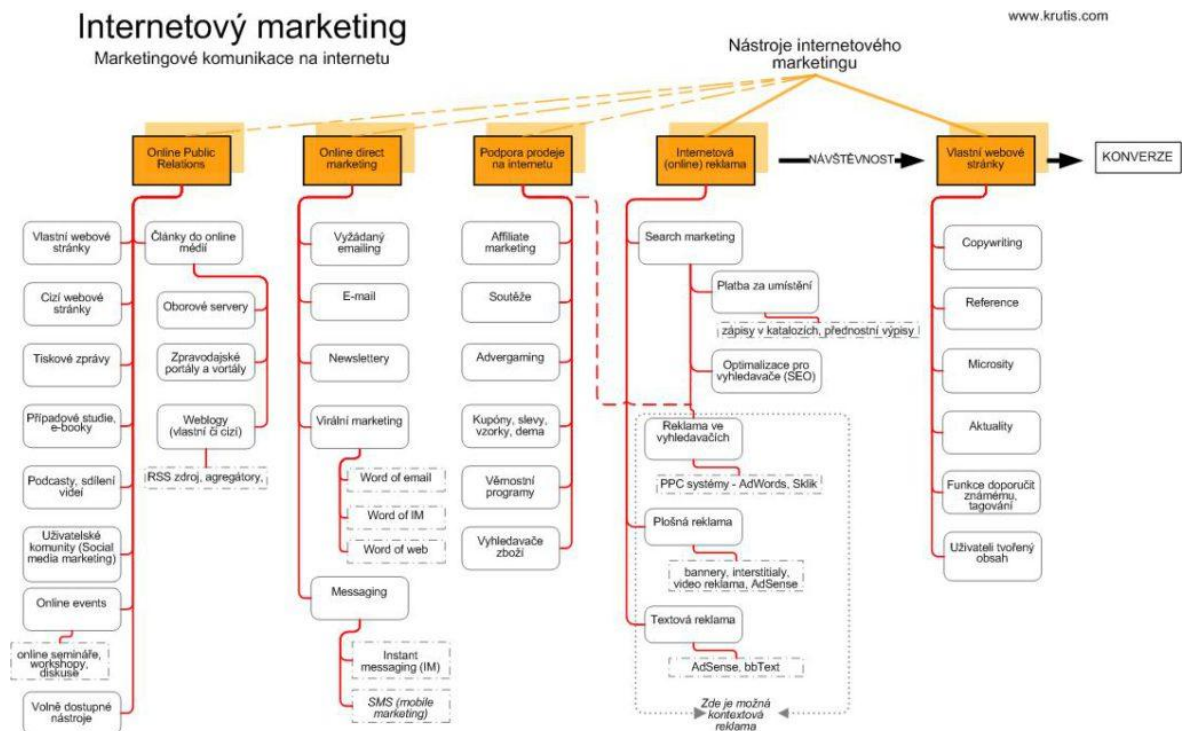 Internetový marketing
Marketingové komunikace na internetu
www.krutis.com
Nástroje internetového
marketingu
Online Public
Relations
Online direct
marketing
Podpora prodeje
na internetu
Internetová
(online) reklama
NÁVŠTĚVNOST
Vlastní webové
stránky
KONVERZE
Vlastní webové
stránky
Cizí webové
stránky
Tiskové zprávy
Případové studie,
e-booky
Podcasty, sdílení
videí
Uživatelské
komunity (Social
media marketing)
Online events
online semináře,
workshopy,
diskuse
Volně dostupné
nástroje
Články do online
médií
Oborové servery
Zpravodajské
portály a vortály
Weblogy
(vlastní či cizí)
RSS zdroj, agregátory,
Vyžádaný
emailing
E-mail
Newslettery
Virální marketing
Word of email
Word of IM
Word of web
Messaging
Instant
messaging (IM)
SMS (mobile
marketing)
Affiliate
marketing
Soutěže
Advergaming
Kupóny, slevy,
vzorky, dema
Věrnostní
programy
Vyhledavače
zboží
Search marketing
Platba za umístění
zápisy v katalozích, přednostní výpisy
Optimalizace pro
vyhledavače (SEO)
Reklama ve
vyhledavačích
PPC systémy - AdWords, Sklik
Plošná reklama
bannery, interstitialy,
video reklama, AdSense
Textová reklama
AdSense, bbText
Zde je možná
kontextová
reklama
Copywriting
Reference
Microsity
Aktuality
Funkce doporučit
známému,
tagování
Uživateli tvořený
obsah